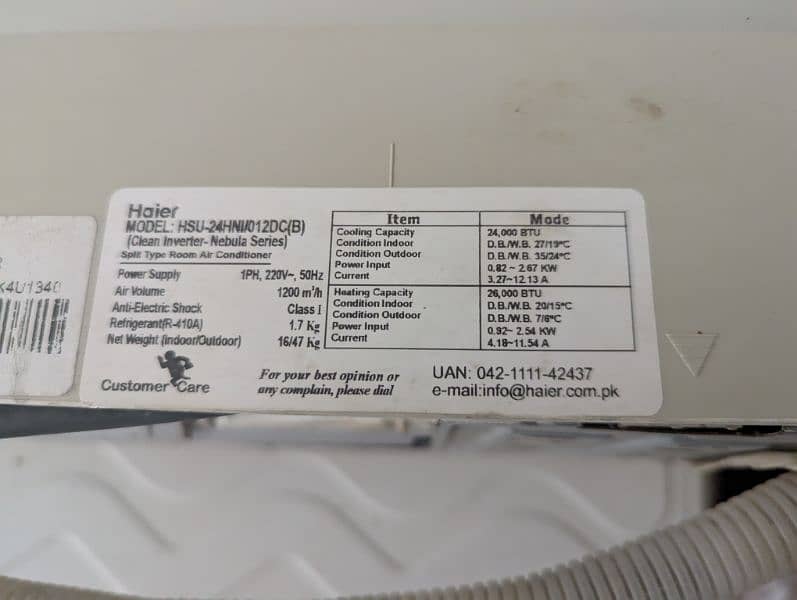 Haier
MODEL: HSU-24HNI/012DC(B)
(Clean Inverter- Nebula Series)
Split Type Room Air Conditioner
Power Supply 1PH, 220V~, 50Hz
Air Volume 1200 m³/h
Anti-Electric Shock Class I
Refrigerant(R-410A) 1.7 Kg
Net Weight (Indoor/Outdoor) 16/47 Kg
Item Mode
Cooling Capacity 24,000 BTU
Condition Indoor D.B./W.B. 27/19°C
Condition Outdoor D.B./W.B. 35/24°C
Power Input 0.82 ~ 2.67 KW
Current 3.27~12.13 A
Heating Capacity 26,000 BTU
Condition Indoor D.B./W.B. 20/15°C
Condition Outdoor D.B./W.B. 7/6°C
Power Input 0.92~ 2.54 KW
Current 4.18~11.54 A
Customer Care
For your best opinion or
any complain, please dial
UAN: 042-1111-42437
e-mail:info@haier.com.pk
K4U1340